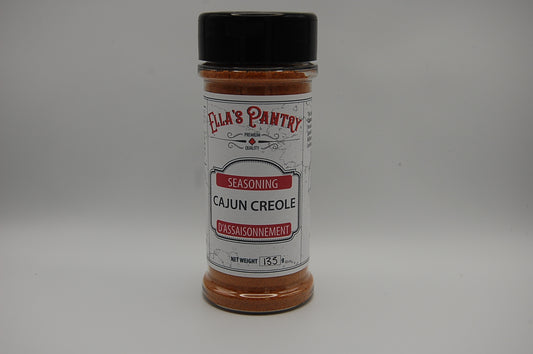 ELLA'S PANTRY
PREMIUM
QUALITY
SEASONING
CAJUN CREOLE
D'ASSAISONNEMENT
NET WEIGHT 135 g